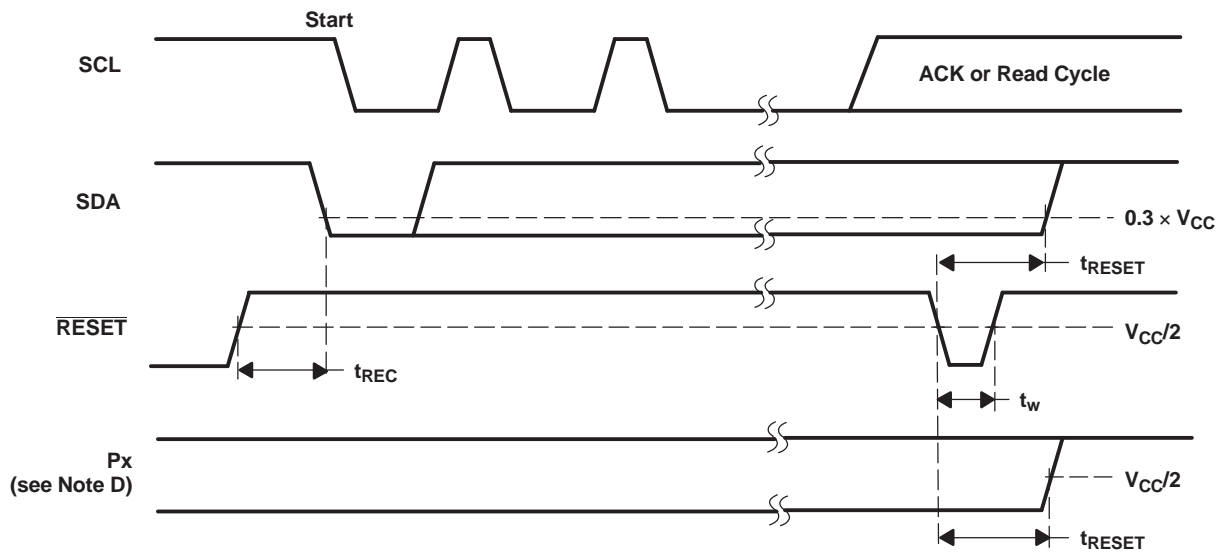 Start
SCL
ACK or Read Cycle
SDA
0.3 × VCC
tRESET
RESET
VCC/2
tREC
tw
Px
(see Note D)
VCC/2
tRESET